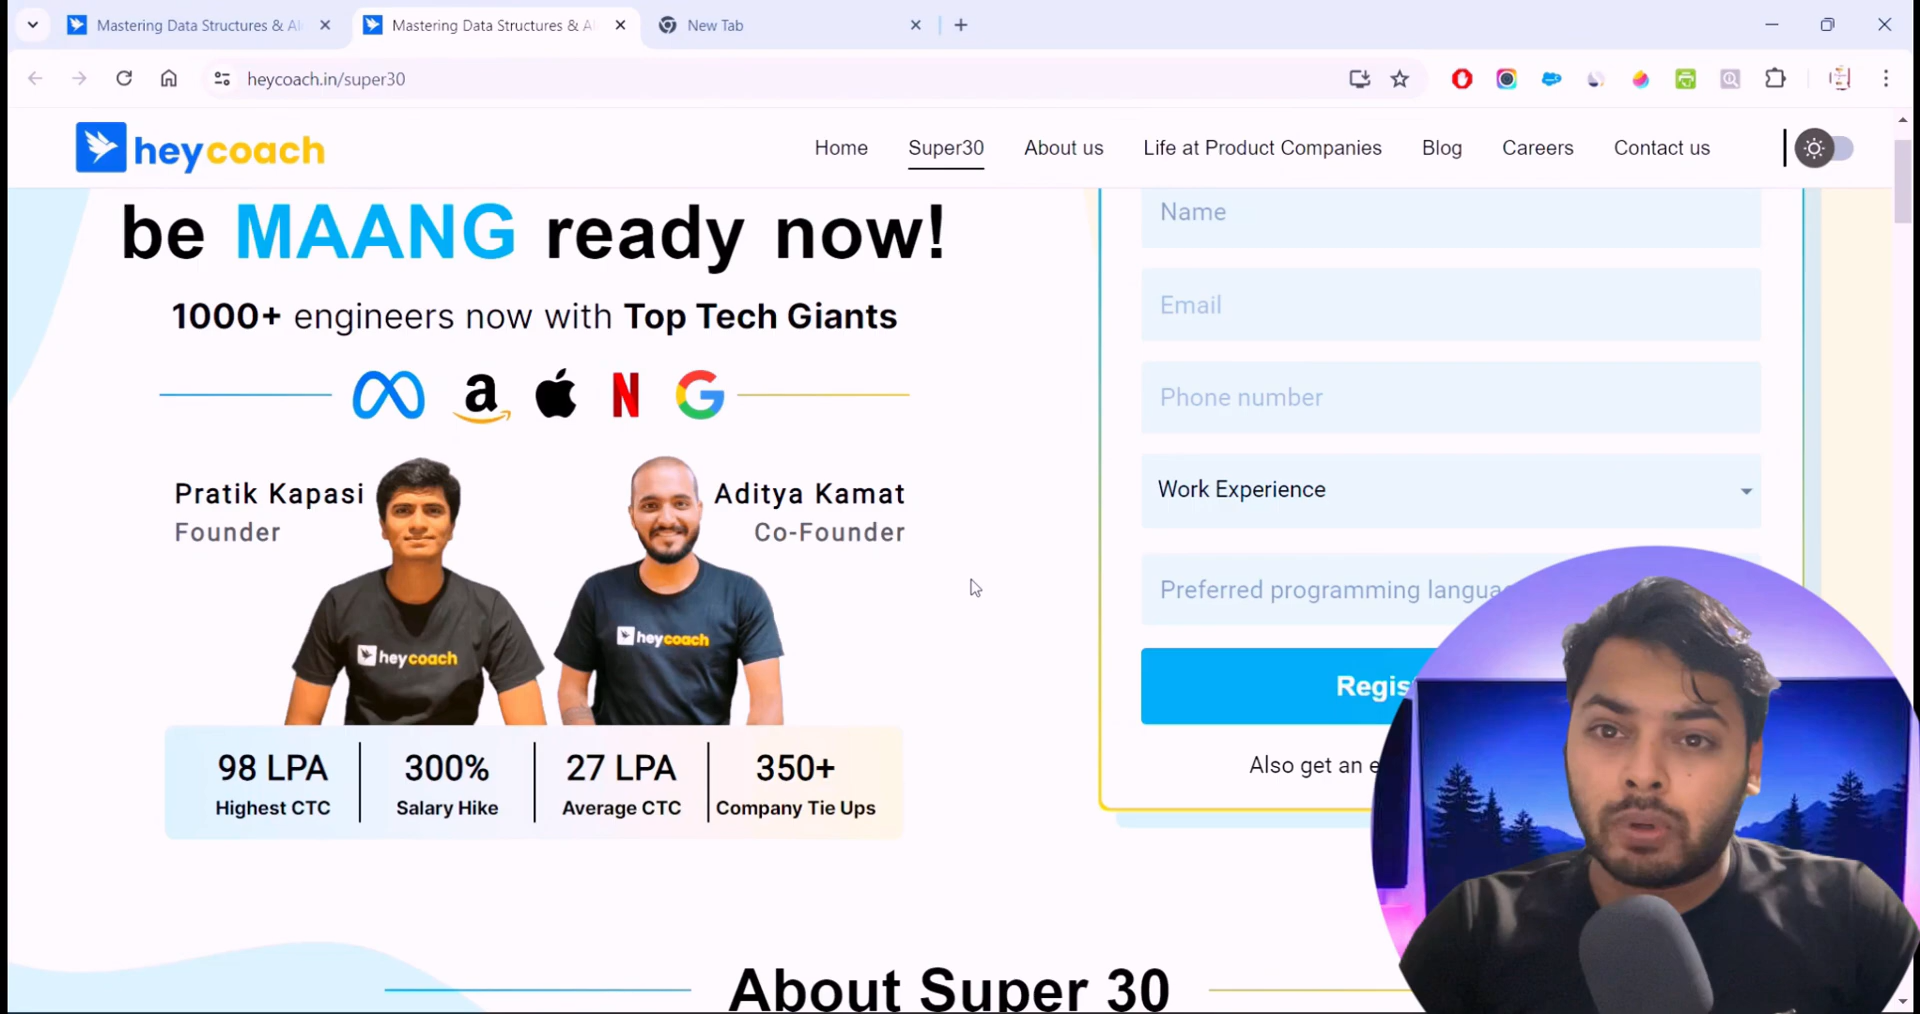 Mastering Data Structures & Al
Mastering Data Structures & Al
New Tab
heycoach.in/super30
heycoach
Home
Super30
About us
Life at Product Companies
Blog
Careers
Contact us
be MAANG ready now!
1000+ engineers now with Top Tech Giants
Pratik Kapasi
Founder
Aditya Kamat
Co-Founder
heycoach
heycoach
98 LPA
Highest CTC
300%
Salary Hike
27 LPA
Average CTC
350+
Company Tie Ups
Name
Email
Phone number
Work Experience
Preferred programming langua
Regis
Also get an e
About Super 30